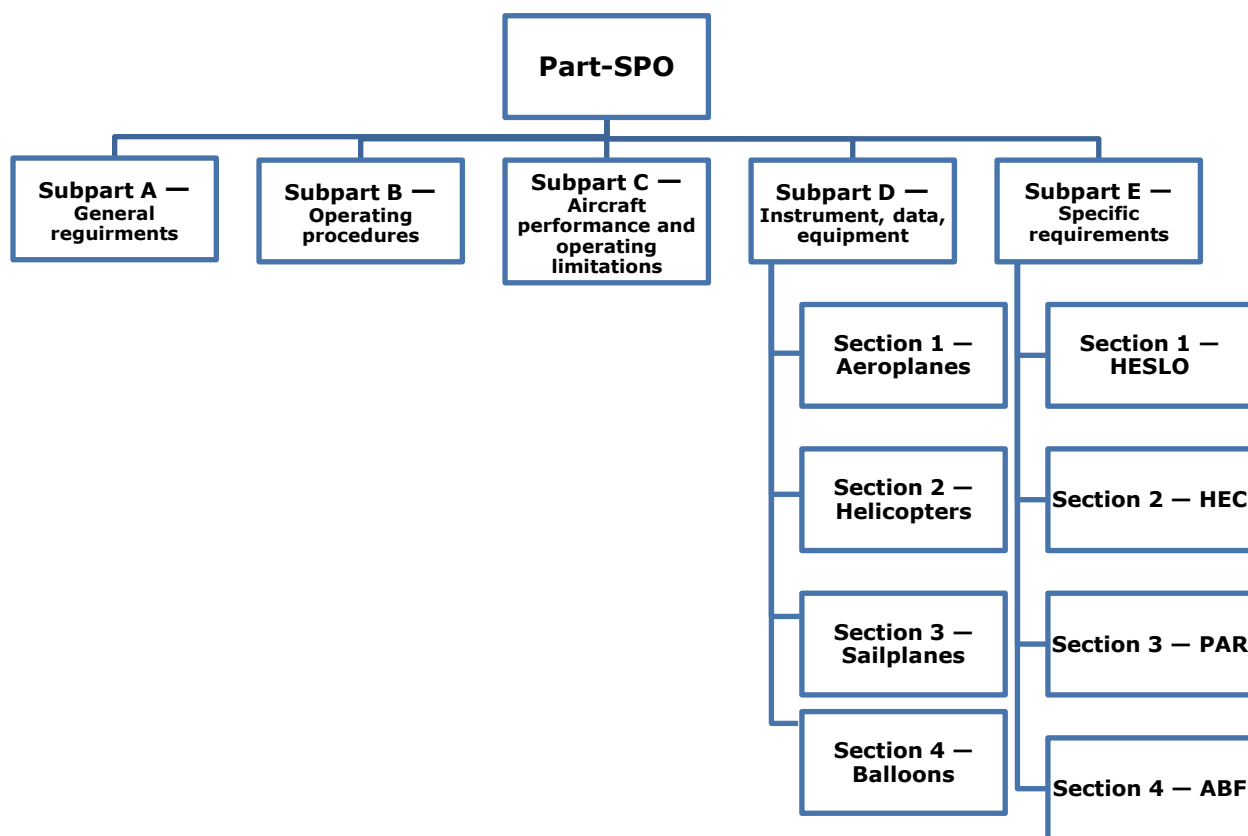 Part-SPO
Subpart A —
General
reguirments
Subpart B —
Operating
procedures
Subpart C —
Aircraft
performance and
operating
limitations
Subpart D —
Instrument, data,
equipment
Subpart E —
Specific
requirements
Section 1 —
Aeroplanes
Section 2 —
Helicopters
Section 3 —
Sailplanes
Section 4 —
Balloons
Section 1 —
HESLO
Section 2 — HEC
Section 3 — PAR
Section 4 — ABF